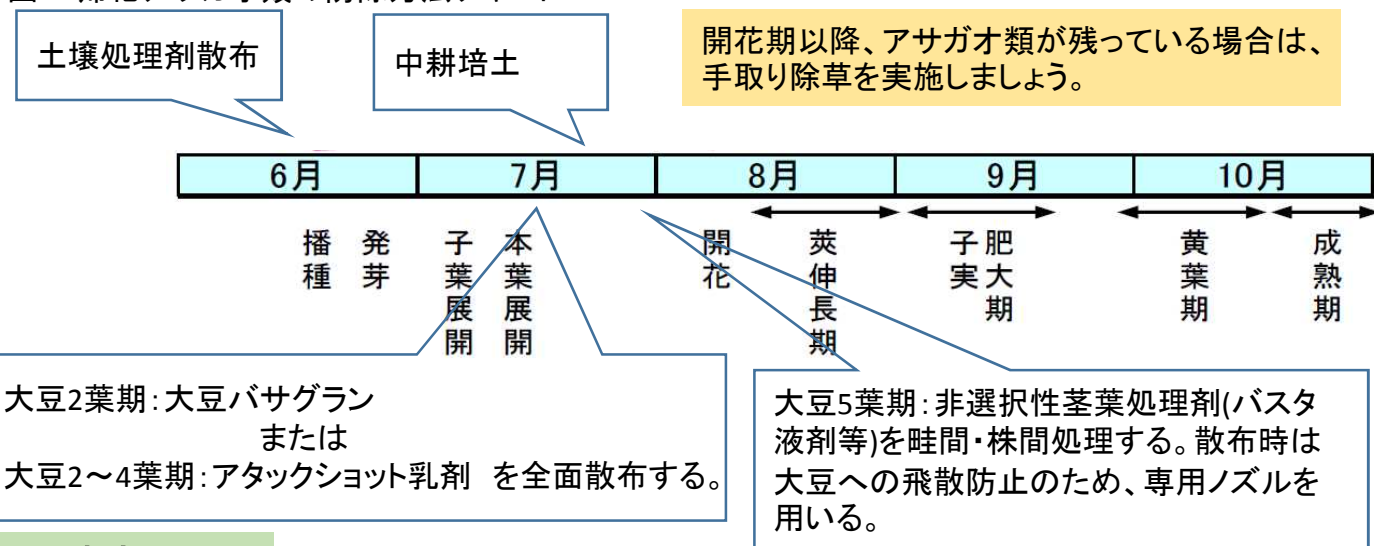 土壌処理剤散布
中耕培土
開花期以降、アサガオ類が残っている場合は、
手取り除草を実施しましょう。
6月
7月
8月
9月
10月
播種
発芽
子葉展開
本葉展開
開花
莢伸長期
子実肥大期
黄葉期
成熟期
大豆2葉期:大豆バサグラン
または
大豆2～4葉期:アタックショット乳剤 を全面散布する。
大豆5葉期:非選択性茎葉処理剤(バスタ
液剤等)を畦間・株間処理する。散布時は
大豆への飛散防止のため、専用ノズルを
用いる。